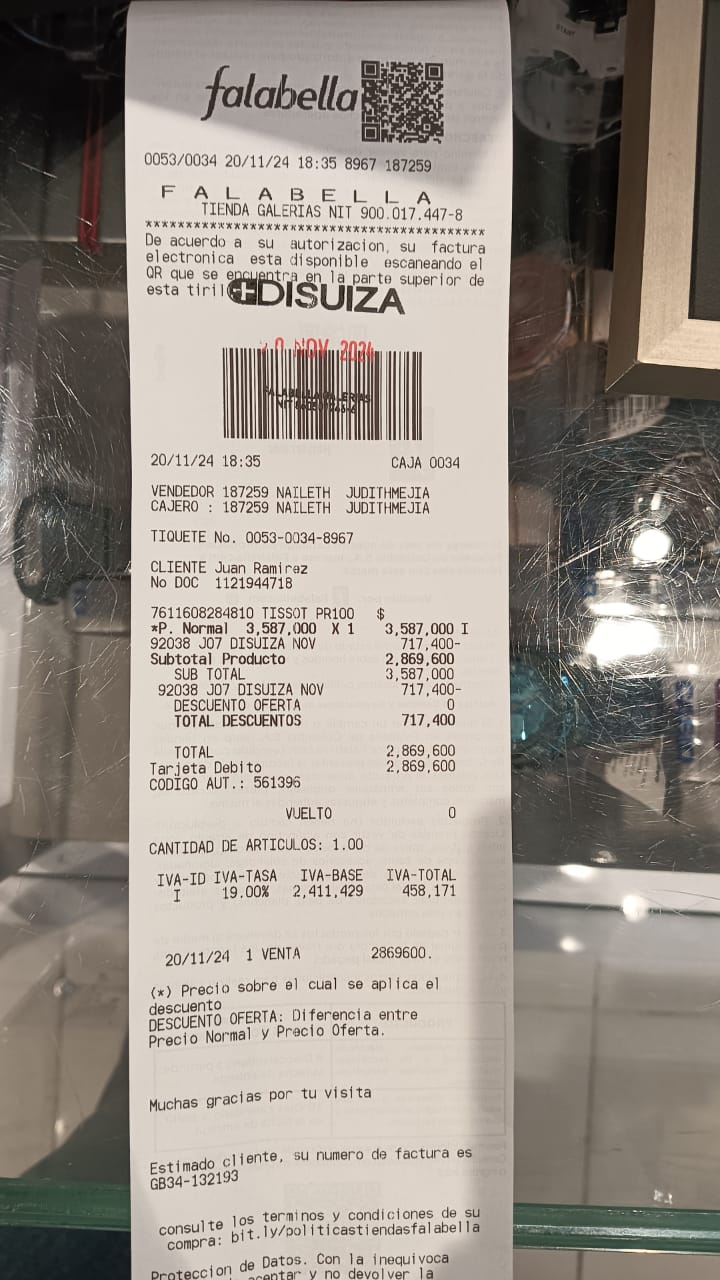 falabella
0053/0034 20/11/24 18:35 8967 187259
F A L A B E L L A
TIENDA GALERIAS NIT 900.017.447-8
******************************************
De acuerdo a su autorizacion, su factura
electronica esta disponible escaneando el
QR que se encuentra en la parte superior de
esta tiril
DISUIZA
20 NOV 2024
FALABELLA GALERIAS
NIT
20/11/24 18:35 CAJA 0034
VENDEDOR 187259 NAILETH JUDITHMEJIA
CAJERO : 187259 NAILETH JUDITHMEJIA
TIQUETE No. 0053-0034-8967
CLIENTE Juan Ramirez
No DOC 1121944718
7611608284810 TISSOT PR100 $
*P. Normal 3,587,000 X 1 3,587,000 I
92038 J07 DISUIZA NOV 717,400-
Subtotal Producto 2,869,600
SUB TOTAL 3,587,000
92038 J07 DISUIZA NOV 717,400-
DESCUENTO OFERTA 0
TOTAL DESCUENTOS 717,400
TOTAL 2,869,600
Tarjeta Debito 2,869,600
CODIGO AUT.: 561396
VUELTO 0
CANTIDAD DE ARTICULOS: 1.00
IVA-ID IVA-TASA IVA-BASE IVA-TOTAL
I 19.00% 2,411,429 458,171
20/11/24 1 VENTA 2869600.
(*) Precio sobre el cual se aplica el
descuento
DESCUENTO OFERTA: Diferencia entre
Precio Normal y Precio Oferta.
Muchas gracias por tu visita
Estimado cliente, su numero de factura es
GB34-132193
consulte los terminos y condiciones de su
compra: bit.ly/politicastiendasfalabella
Proteccion de Datos. Con la inequivoca
aceptar y no devolver la